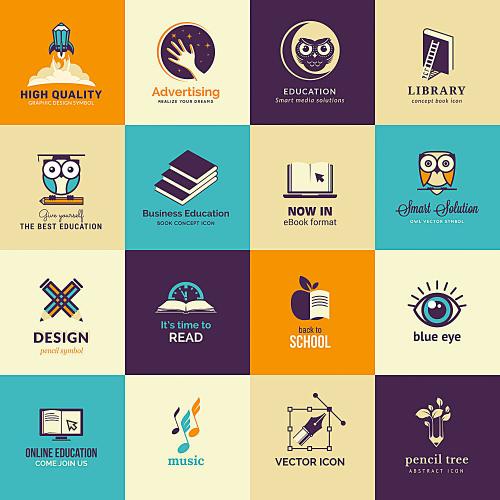 HIGH QUALITY
GRAPHIC DESIGN SYMBOL
Advertising
REALIZE YOUR DREAMS
EDUCATION
Smart media solutions
LIBRARY
concept book icon
Give yourself
THE BEST EDUCATION
Business Education
BOOK CONCEPT ICON
NOW IN
eBook format
Smart Solution
OWL VECTOR SYMBOL
DESIGN
pencil symbol
It's time to
READ
back to
SCHOOL
blue eye
ONLINE EDUCATION
COME JOIN US
music
VECTOR ICON
pencil tree
ABSTRACT ICON